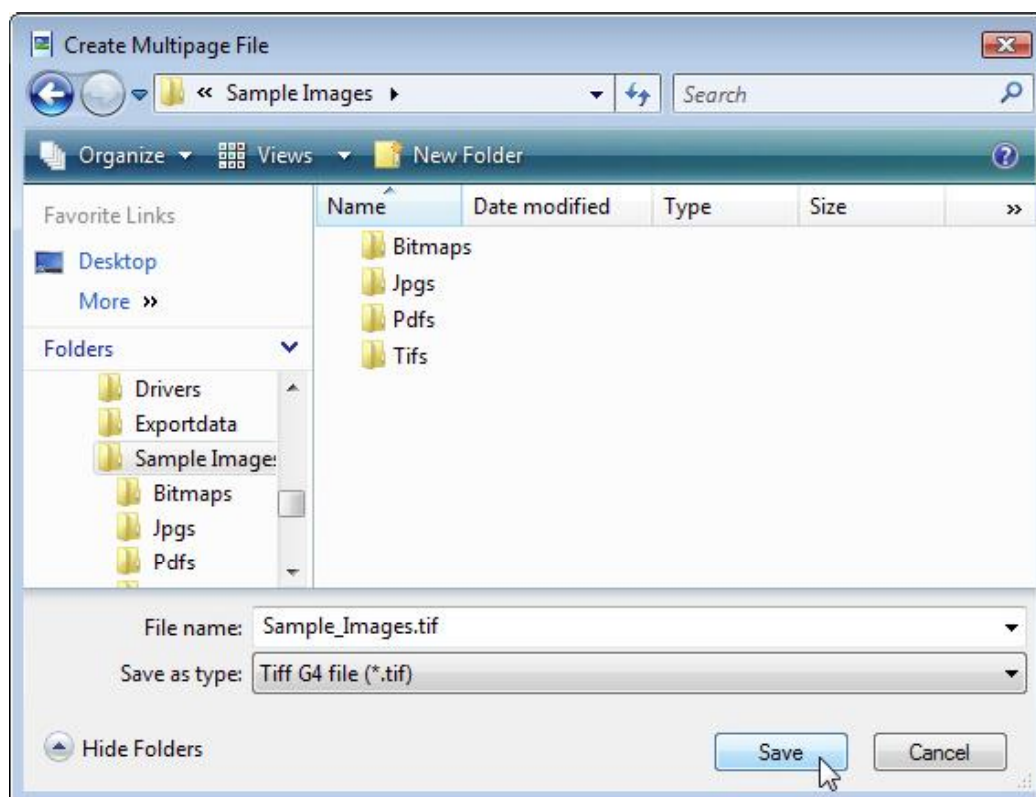 Create Multipage File
« Sample Images
Search
Organize Views New Folder
Favorite Links
Desktop
More »
Folders
Drivers
Exportdata
Sample Images
Bitmaps
Jpgs
Pdfs
Name Date modified Type Size »
Bitmaps
Jpgs
Pdfs
Tifs
File name: Sample_Images.tif
Save as type: Tiff G4 file (*.tif)
Hide Folders Save Cancel